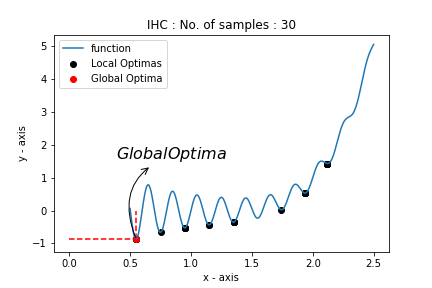 IHC : No. of samples : 30
function
Local Optimas
Global Optima
GlobalOptima
y - axis
5
4
3
2
1
0
−1
0.0 0.5 1.0 1.5 2.0 2.5
x - axis